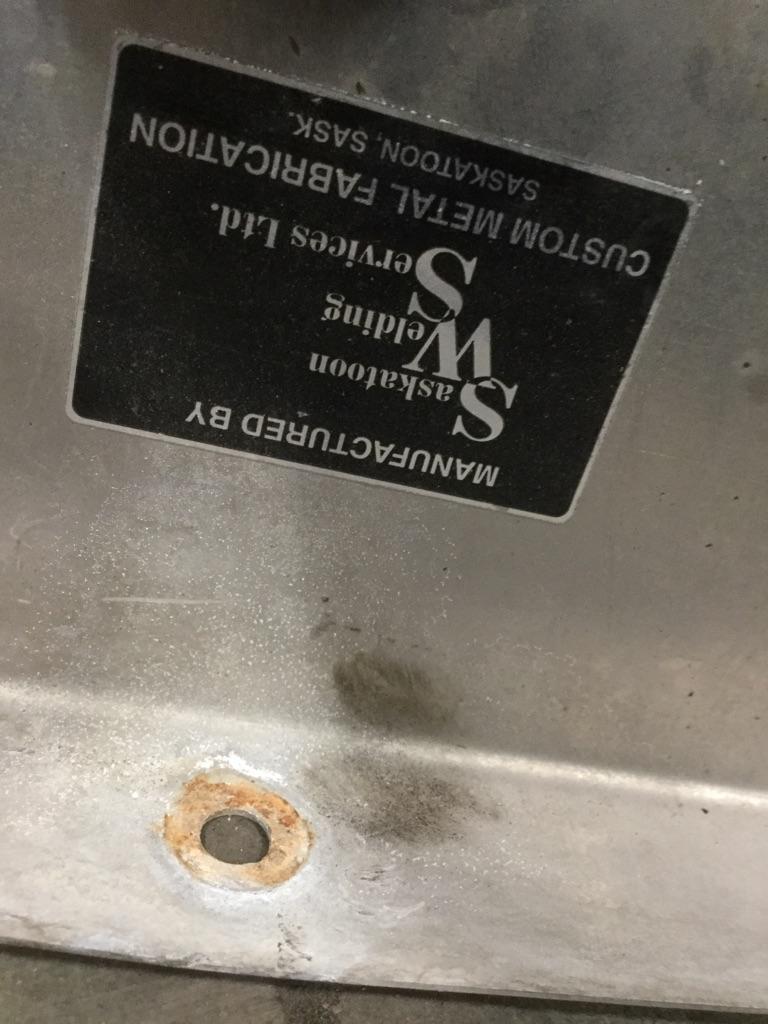 MANUFACTURED BY
Saskatoon
Welding
Services Ltd.
CUSTOM METAL FABRICATION
SASKATOON, SASK.